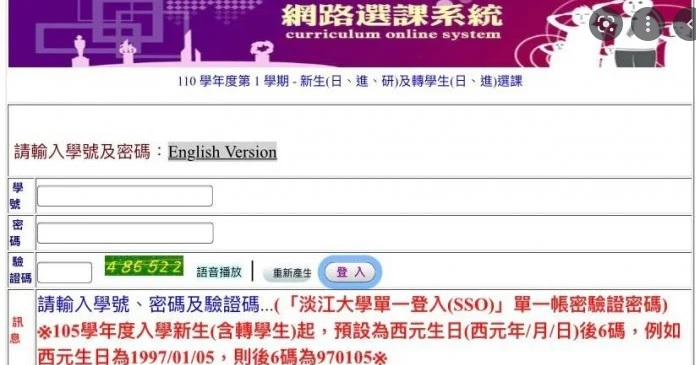 網路選課系統
curriculum online system
110 學年度第 1 學期 - 新生(日、進、研)及轉學生(日、進)選課
請輸入學號及密碼：English Version
學號
密碼
驗證碼 486522 語音播放 重新產生 登 入
訊息
請輸入學號、密碼及驗證碼...(「淡江大學單一登入(SSO)」單一帳密驗證密碼)
※105學年度入學新生(含轉學生)起，預設為西元生日(西元年/月/日)後6碼，例如
西元生日為1997/01/05，則後6碼為970105※